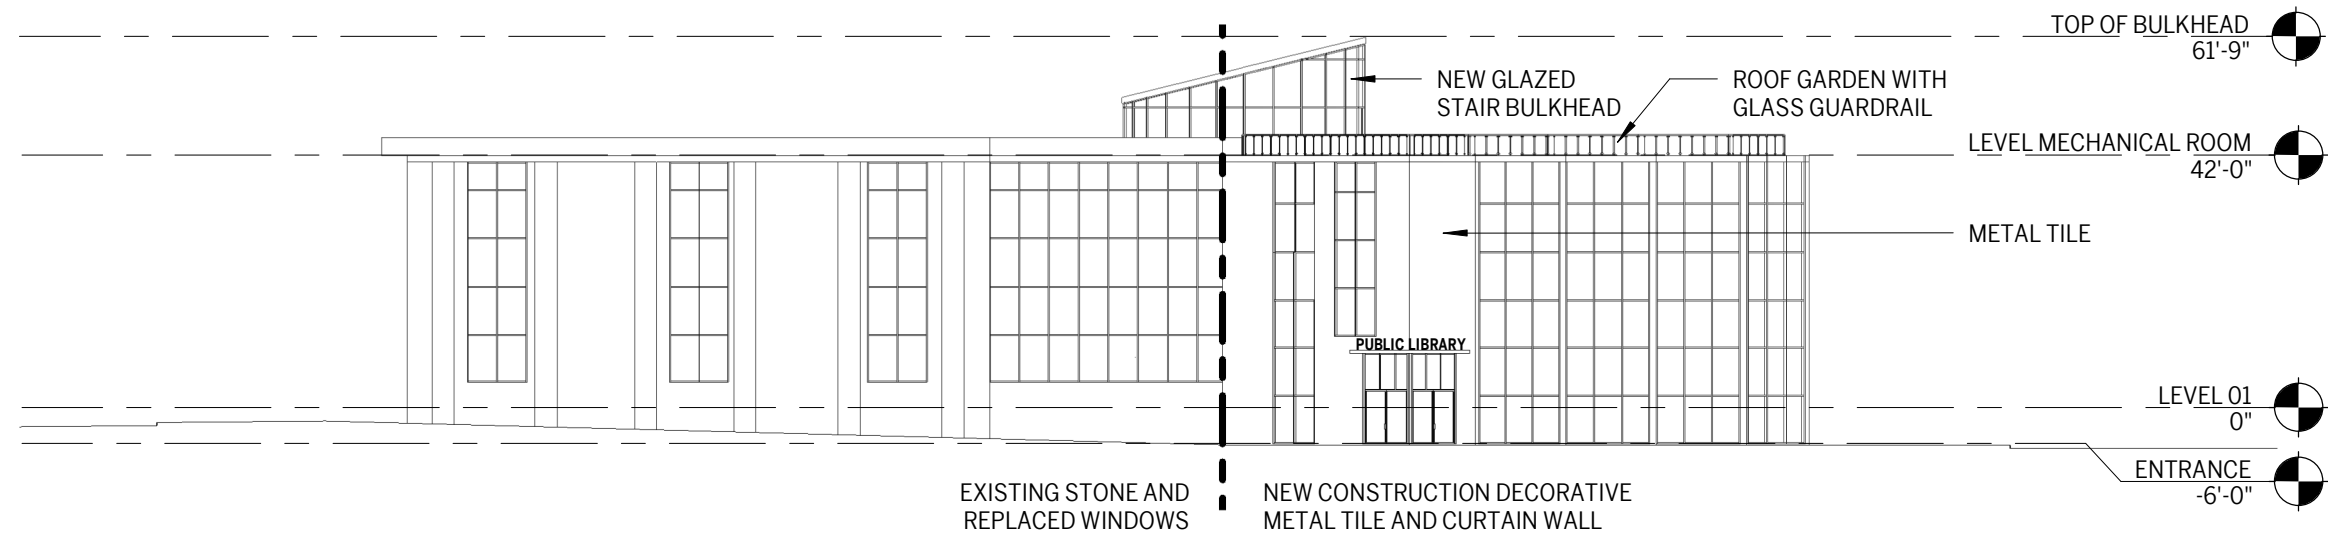 TOP OF BULKHEAD
61'-9"
NEW GLAZED
STAIR BULKHEAD
ROOF GARDEN WITH
GLASS GUARDRAIL
LEVEL MECHANICAL ROOM
42'-0"
METAL TILE
PUBLIC LIBRARY
LEVEL 01
0"
ENTRANCE
-6'-0"
EXISTING STONE AND
REPLACED WINDOWS
NEW CONSTRUCTION DECORATIVE
METAL TILE AND CURTAIN WALL